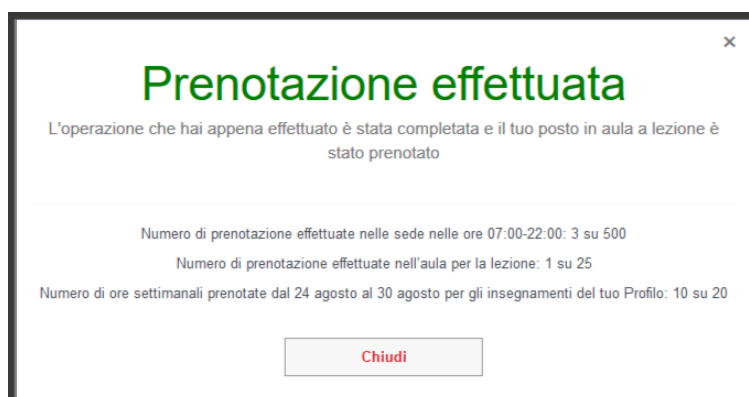 ×
Prenotazione effettuata
L'operazione che hai appena effettuato è stata completata e il tuo posto in aula a lezione è
stato prenotato
Numero di prenotazione effettuate nelle sede nelle ore 07:00-22:00: 3 su 500
Numero di prenotazione effettuate nell'aula per la lezione: 1 su 25
Numero di ore settimanali prenotate dal 24 agosto al 30 agosto per gli insegnamenti del tuo Profilo: 10 su 20
Chiudi